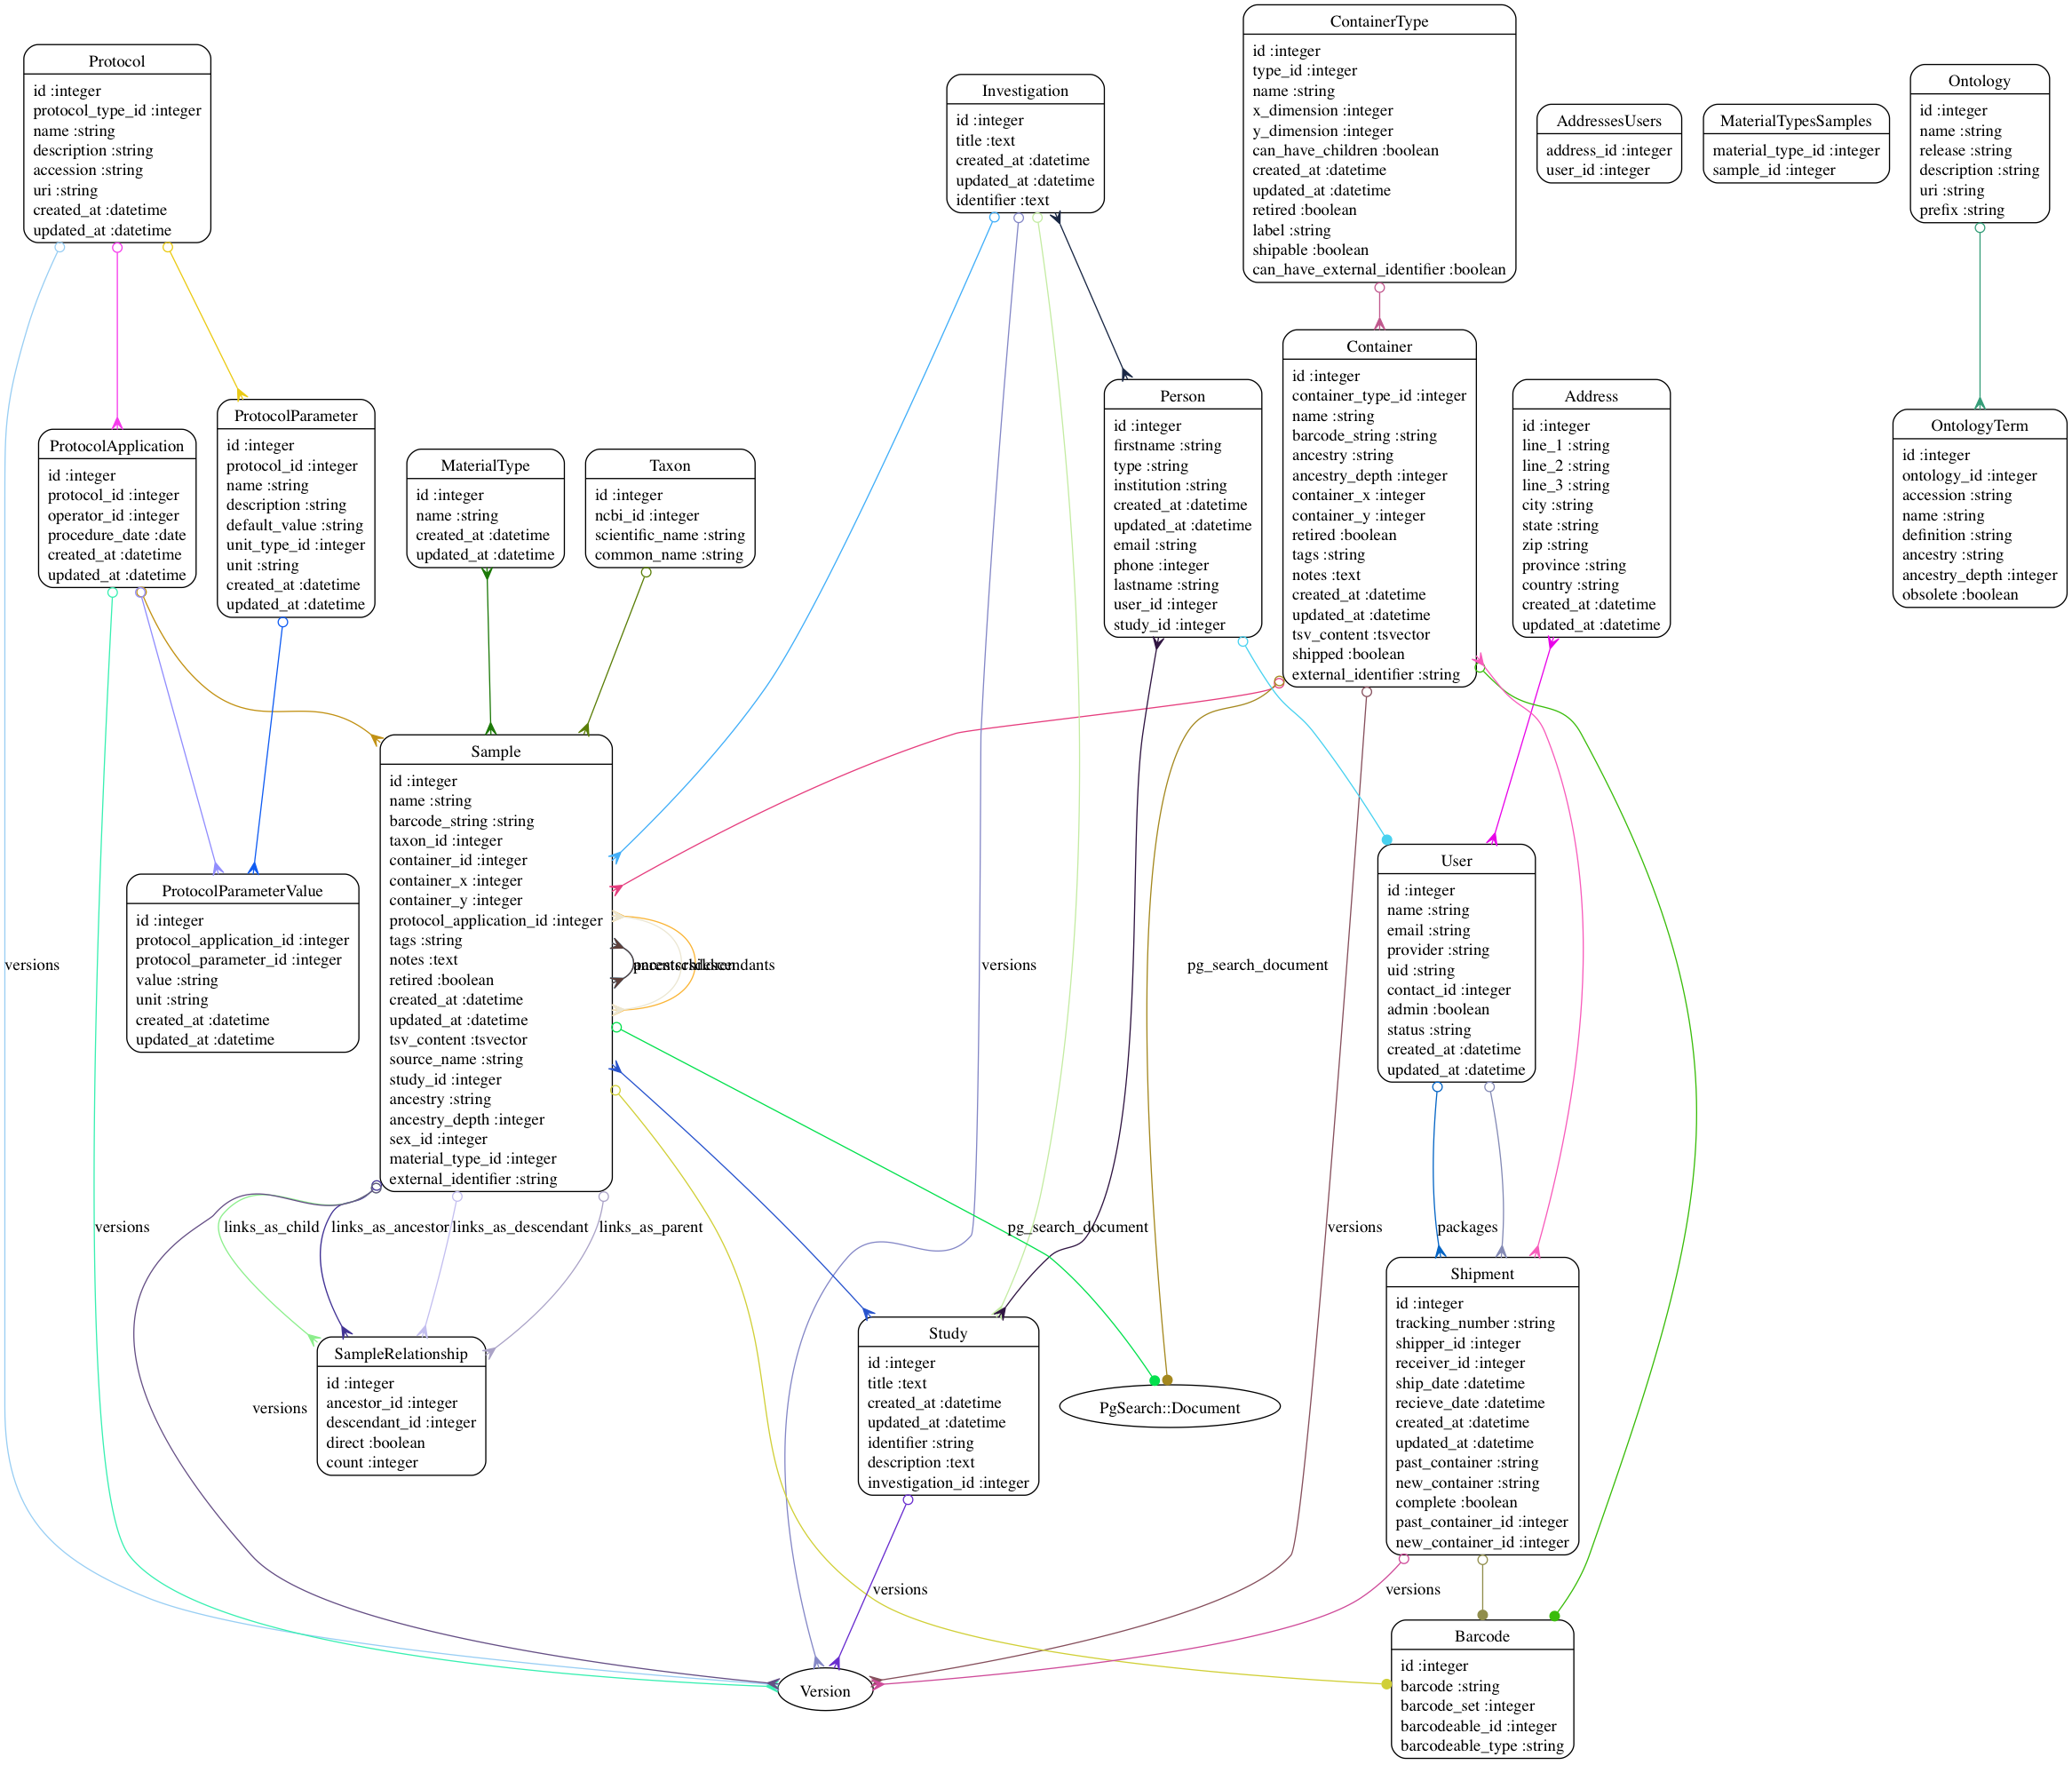 Protocol
id :integer
protocol_type_id :integer
name :string
description :string
accession :string
uri :string
created_at :datetime
updated_at :datetime
Investigation
id :integer
title :text
created_at :datetime
updated_at :datetime
identifier :text
ContainerType
id :integer
type_id :integer
name :string
x_dimension :integer
y_dimension :integer
can_have_children :boolean
created_at :datetime
updated_at :datetime
retired :boolean
label :string
shipable :boolean
can_have_external_identifier :boolean
AddressesUsers
address_id :integer
user_id :integer
MaterialTypesSamples
material_type_id :integer
sample_id :integer
Ontology
id :integer
name :string
release :string
description :string
uri :string
prefix :string
ProtocolApplication
id :integer
protocol_id :integer
operator_id :integer
procedure_date :date
created_at :datetime
updated_at :datetime
ProtocolParameter
id :integer
protocol_id :integer
name :string
description :string
default_value :string
unit_type_id :integer
unit :string
created_at :datetime
updated_at :datetime
MaterialType
id :integer
name :string
created_at :datetime
updated_at :datetime
Taxon
id :integer
ncbi_id :integer
scientific_name :string
common_name :string
Person
id :integer
firstname :string
type :string
institution :string
created_at :datetime
updated_at :datetime
email :string
phone :integer
lastname :string
user_id :integer
study_id :integer
Container
id :integer
container_type_id :integer
name :string
barcode_string :string
ancestry :string
ancestry_depth :integer
container_x :integer
container_y :integer
retired :boolean
tags :string
notes :text
created_at :datetime
updated_at :datetime
tsv_content :tsvector
shipped :boolean
external_identifier :string
Address
id :integer
line_1 :string
line_2 :string
line_3 :string
city :string
state :string
zip :string
province :string
country :string
created_at :datetime
updated_at :datetime
OntologyTerm
id :integer
ontology_id :integer
accession :string
name :string
definition :string
ancestry :string
ancestry_depth :integer
obsolete :boolean
Sample
id :integer
name :string
barcode_string :string
taxon_id :integer
container_id :integer
container_x :integer
container_y :integer
protocol_application_id :integer
tags :string
notes :text
retired :boolean
created_at :datetime
updated_at :datetime
tsv_content :tsvector
source_name :string
study_id :integer
ancestry :string
ancestry_depth :integer
sex_id :integer
material_type_id :integer
external_identifier :string
ProtocolParameterValue
id :integer
protocol_application_id :integer
protocol_parameter_id :integer
value :string
unit :string
created_at :datetime
updated_at :datetime
User
id :integer
name :string
email :string
provider :string
uid :string
contact_id :integer
admin :boolean
status :string
created_at :datetime
updated_at :datetime
versions
descendants
versions
pg_search_document
versions
links_as_child
links_as_ancestor
links_as_descendant
links_as_parent
pg_search_document
versions
packages
SampleRelationship
id :integer
ancestor_id :integer
descendant_id :integer
direct :boolean
count :integer
versions
Study
id :integer
title :text
created_at :datetime
updated_at :datetime
identifier :string
description :text
investigation_id :integer
PgSearch::Document
Shipment
id :integer
tracking_number :string
shipper_id :integer
receiver_id :integer
ship_date :datetime
recieve_date :datetime
created_at :datetime
updated_at :datetime
past_container :string
new_container :string
complete :boolean
past_container_id :integer
new_container_id :integer
versions
versions
Version
Barcode
id :integer
barcode :string
barcode_set :integer
barcodeable_id :integer
barcodeable_type :string